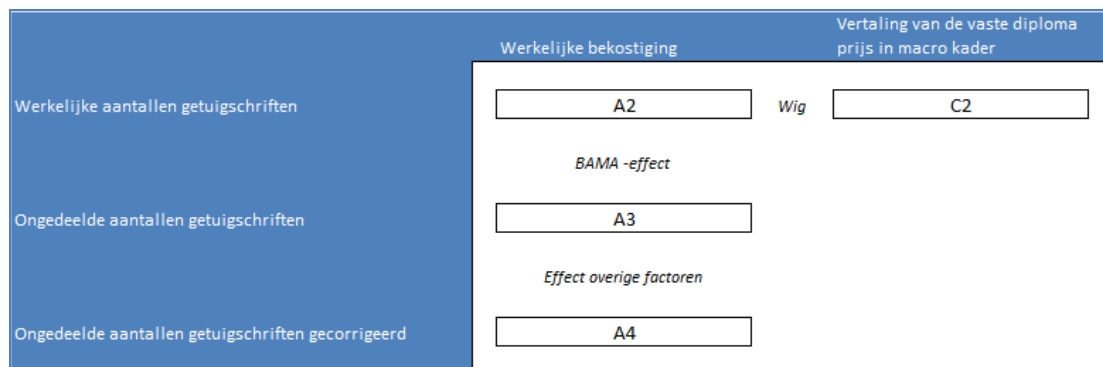 Werkelijke bekostiging
Vertaling van de vaste diploma
prijs in macro kader
Werkelijke aantallen getuigschriften
A2
Wig
C2
BAMA -effect
Ongedeelde aantallen getuigschriften
A3
Effect overige factoren
Ongedeelde aantallen getuigschriften gecorrigeerd
A4